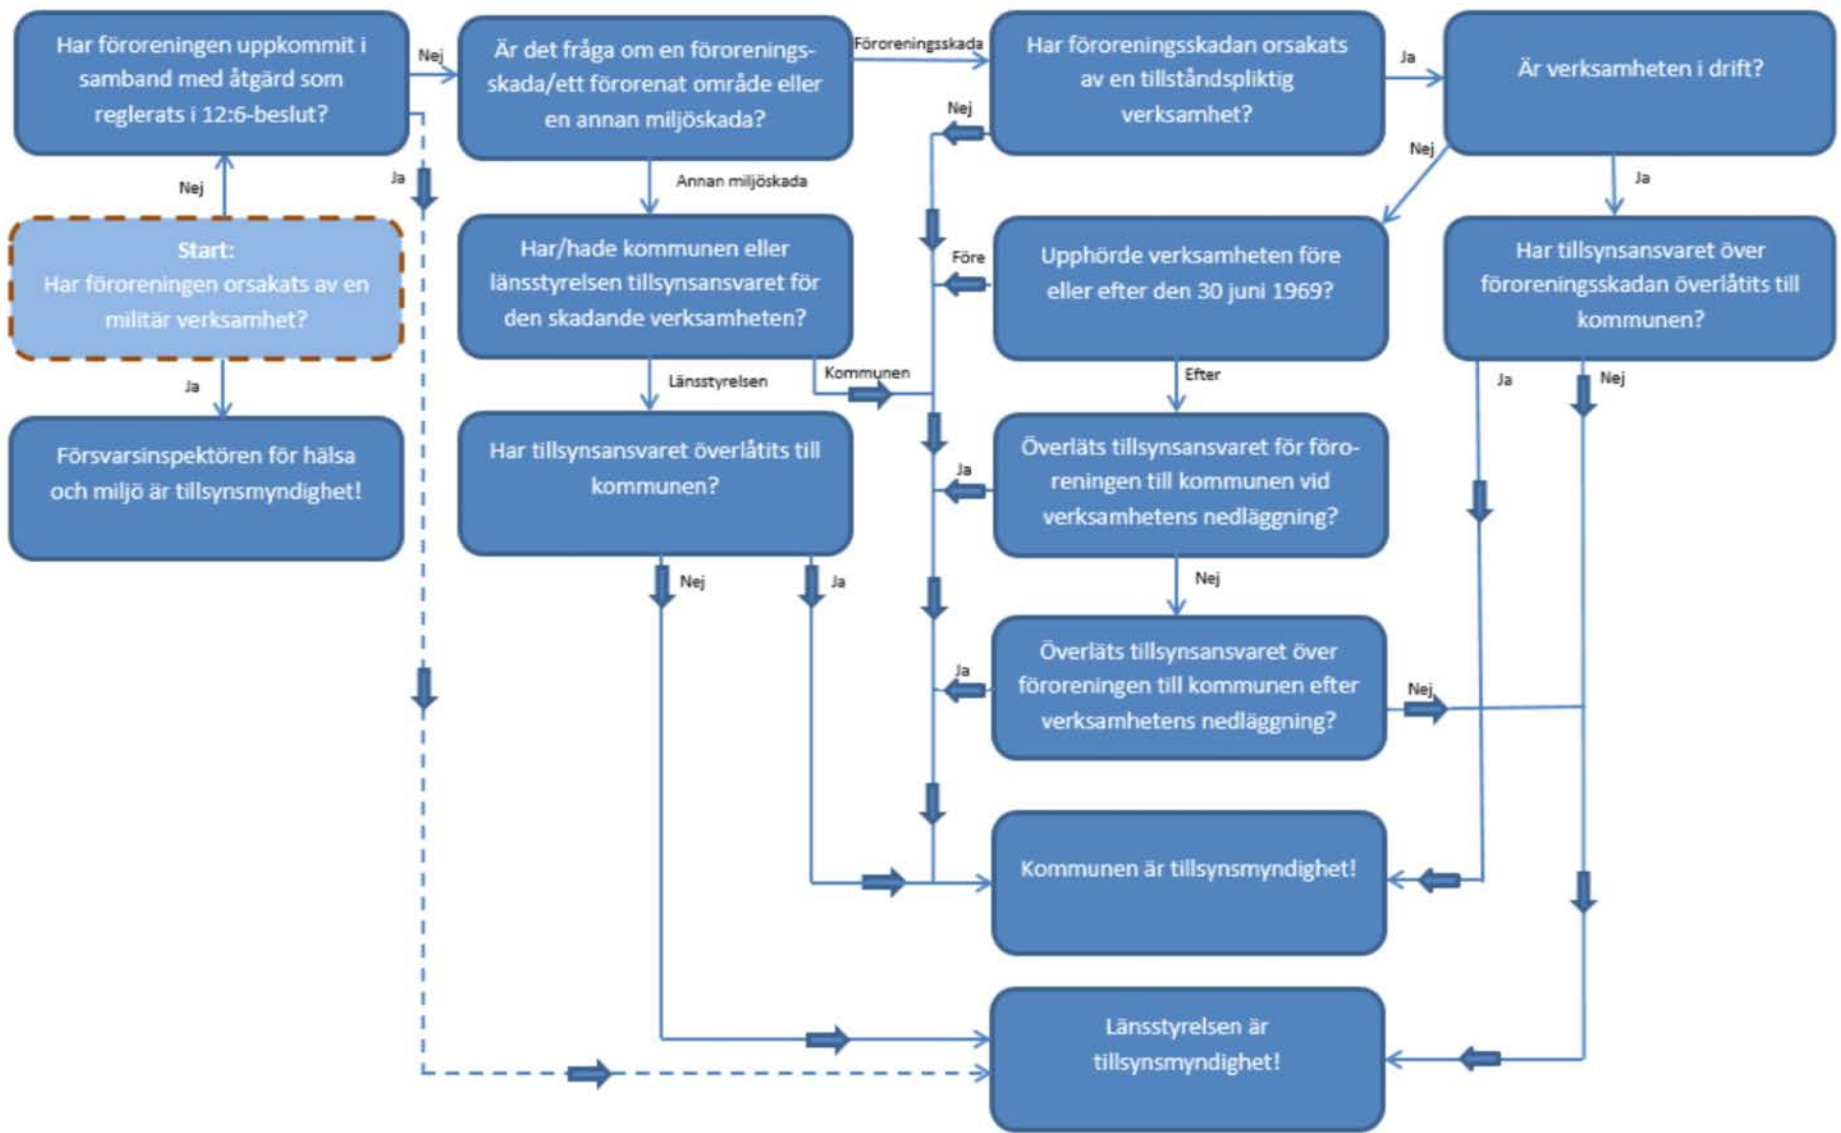 Har föroreningen uppkommit i
samband med åtgärd som
reglerats i 12:6-beslut?
Nej
Är det fråga om en förorenings-
skada/ett förorenat område eller
en annan miljöskada?
Föroreningsskada
Har föroreningsskadan orsakats
av en tillståndspliktig
verksamhet?
Ja
Är verksamheten i drift?
Nej
Ja
Annan miljöskada
Nej
Nej
Ja
Start:
Har föroreningen orsakats av en
militär verksamhet?
Har/hade kommunen eller
länsstyrelsen tillsynsansvaret för
den skadande verksamheten?
Före
Upphörde verksamheten före
eller efter den 30 juni 1969?
Har tillsynsansvaret över
föroreningsskadan överlåtits till
kommunen?
Ja
Länsstyrelsen
Kommunen
Efter
Ja
Nej
Försvarsinspektören för hälsa
och miljö är tillsynsmyndighet!
Har tillsynsansvaret överlåtits till
kommunen?
Ja
Överläts tillsynsansvaret för föro-
reningen till kommunen vid
verksamhetens nedläggning?
Nej
Ja
Nej
Ja
Överläts tillsynsansvaret över
föroreningen till kommunen efter
verksamhetens nedläggning?
Nej
Kommunen är tillsynsmyndighet!
Länsstyrelsen är
tillsynsmyndighet!